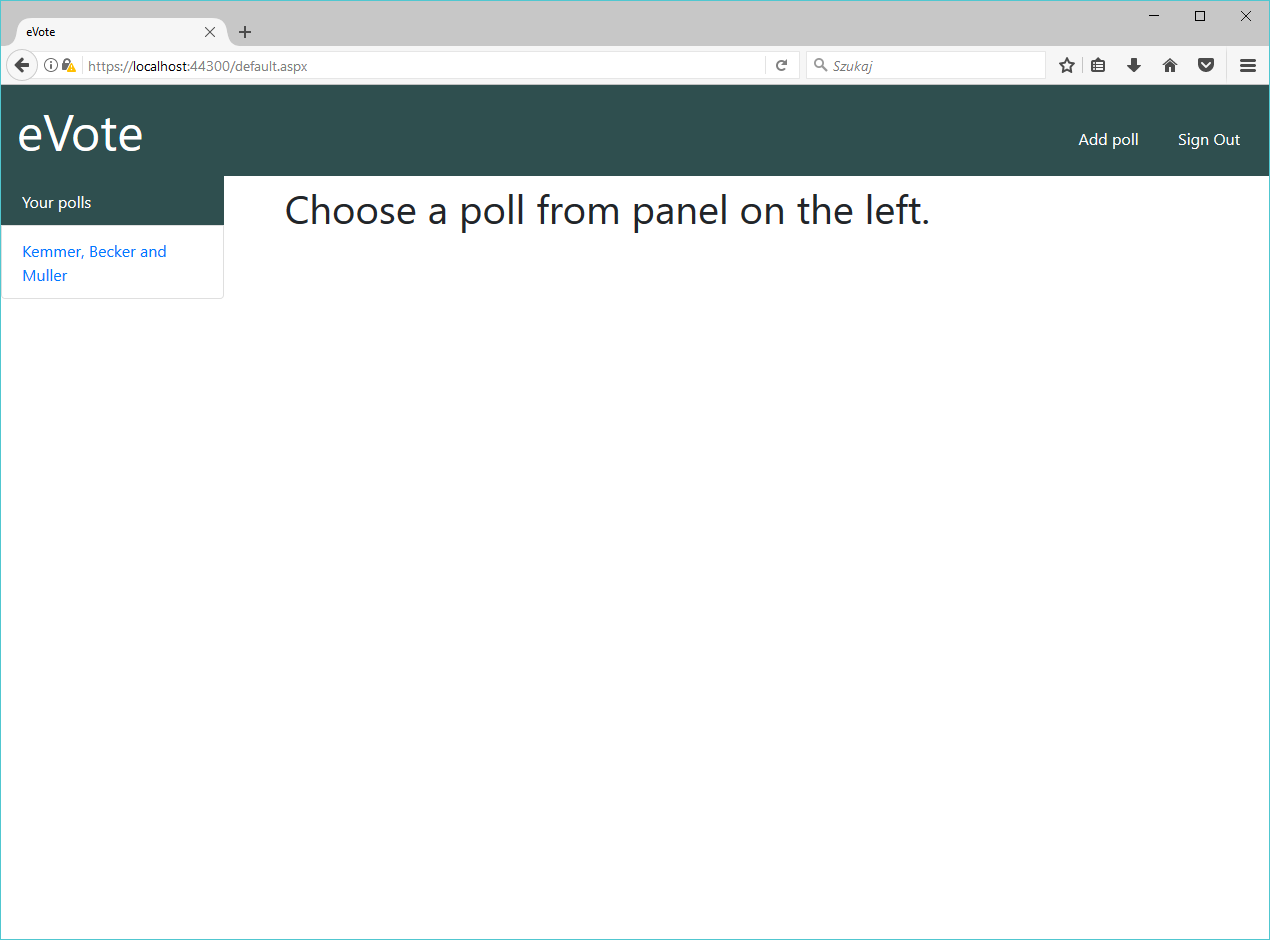 eVote
https://localhost:44300/default.aspx
Szukaj
eVote
Add poll
Sign Out
Your polls
Choose a poll from panel on the left.
Kemmer, Becker and
Muller